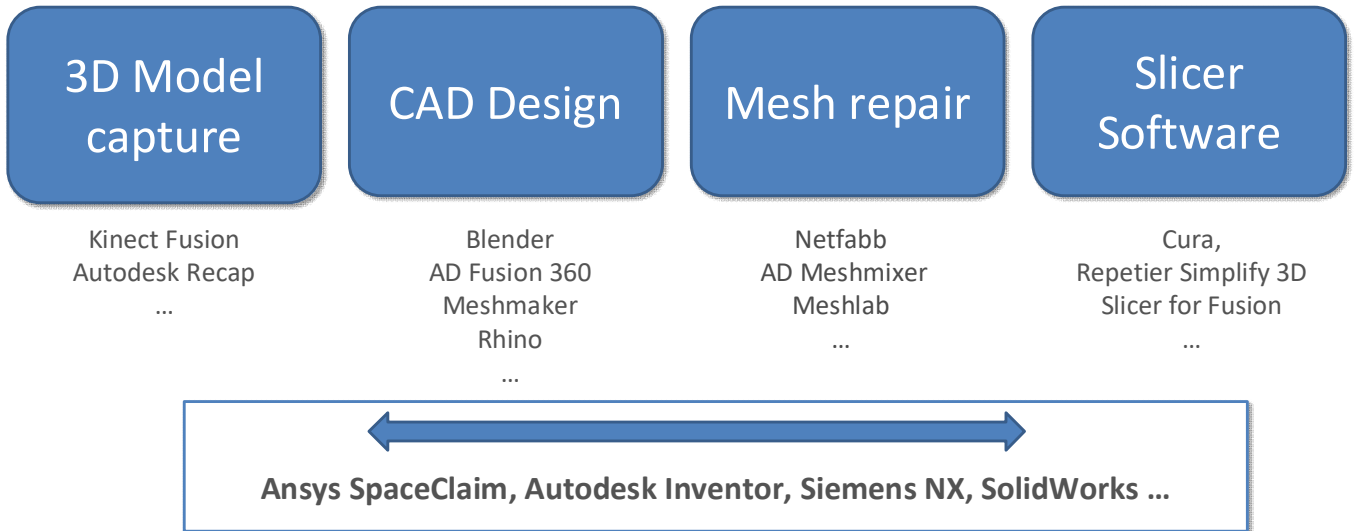 3D Model
capture
CAD Design
Mesh repair
Slicer
Software
Kinect Fusion
Autodesk Recap
…
Blender
AD Fusion 360
Meshmaker
Rhino
…
Netfabb
AD Meshmixer
Meshlab
…
Cura,
Repetier Simplify 3D
Slicer for Fusion
…
Ansys SpaceClaim, Autodesk Inventor, Siemens NX, SolidWorks …